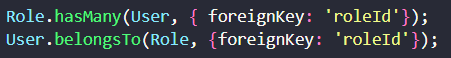 Role.hasMany(User, { foreignKey: 'roleId'});
User.belongsTo(Role, {foreignKey: 'roleId'});